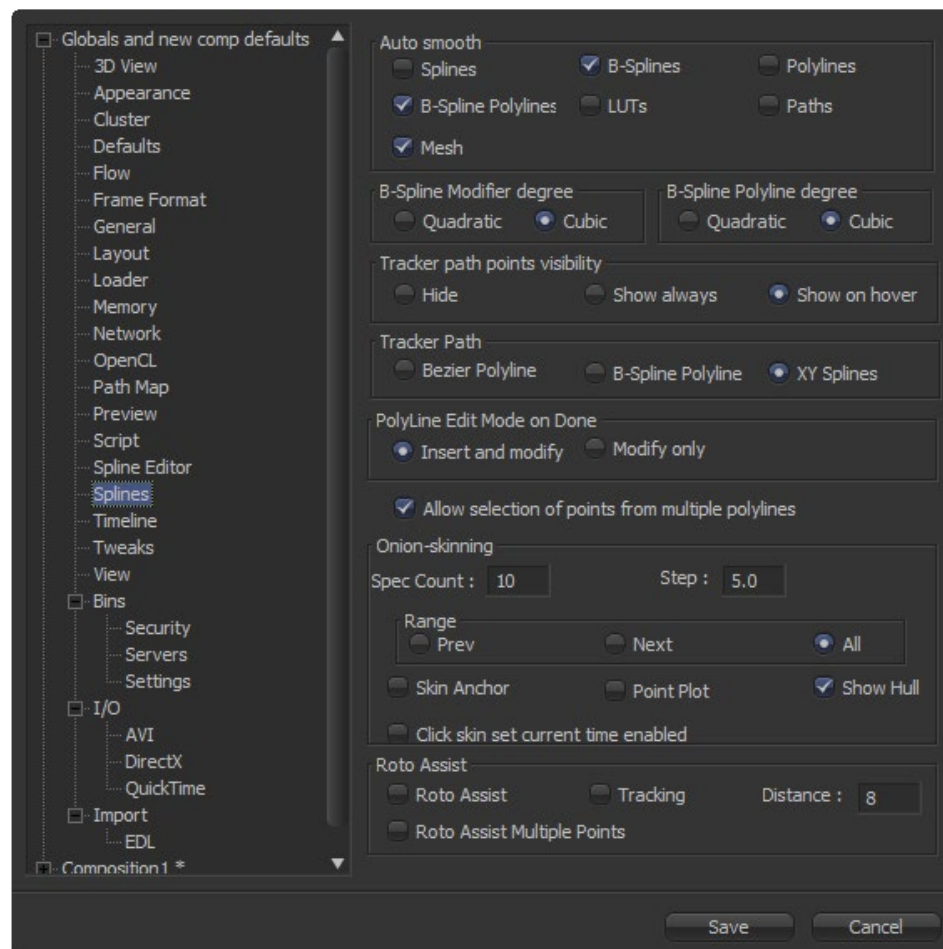 Globals and new comp defaults
3D View
Appearance
Cluster
Defaults
Flow
Frame Format
General
Layout
Loader
Memory
Network
OpenCL
Path Map
Preview
Script
Spline Editor
Splines
Timeline
Tweaks
View
Bins
Security
Servers
Settings
I/O
AVI
DirectX
QuickTime
Import
EDL
Composition1 *
Auto smooth
Splines B-Splines Polylines
B-Spline Polylines LUTs Paths
Mesh
B-Spline Modifier degree
Quadratic Cubic
B-Spline Polyline degree
Quadratic Cubic
Tracker path points visibility
Hide Show always Show on hover
Tracker Path
Bezier Polyline B-Spline Polyline XY Splines
PolyLine Edit Mode on Done
Insert and modify Modify only
Allow selection of points from multiple polylines
Onion-skinning
Spec Count : 10 Step : 5.0
Range
Prev Next All
Skin Anchor Point Plot Show Hull
Click skin set current time enabled
Roto Assist
Roto Assist Tracking Distance : 8
Roto Assist Multiple Points
Save Cancel